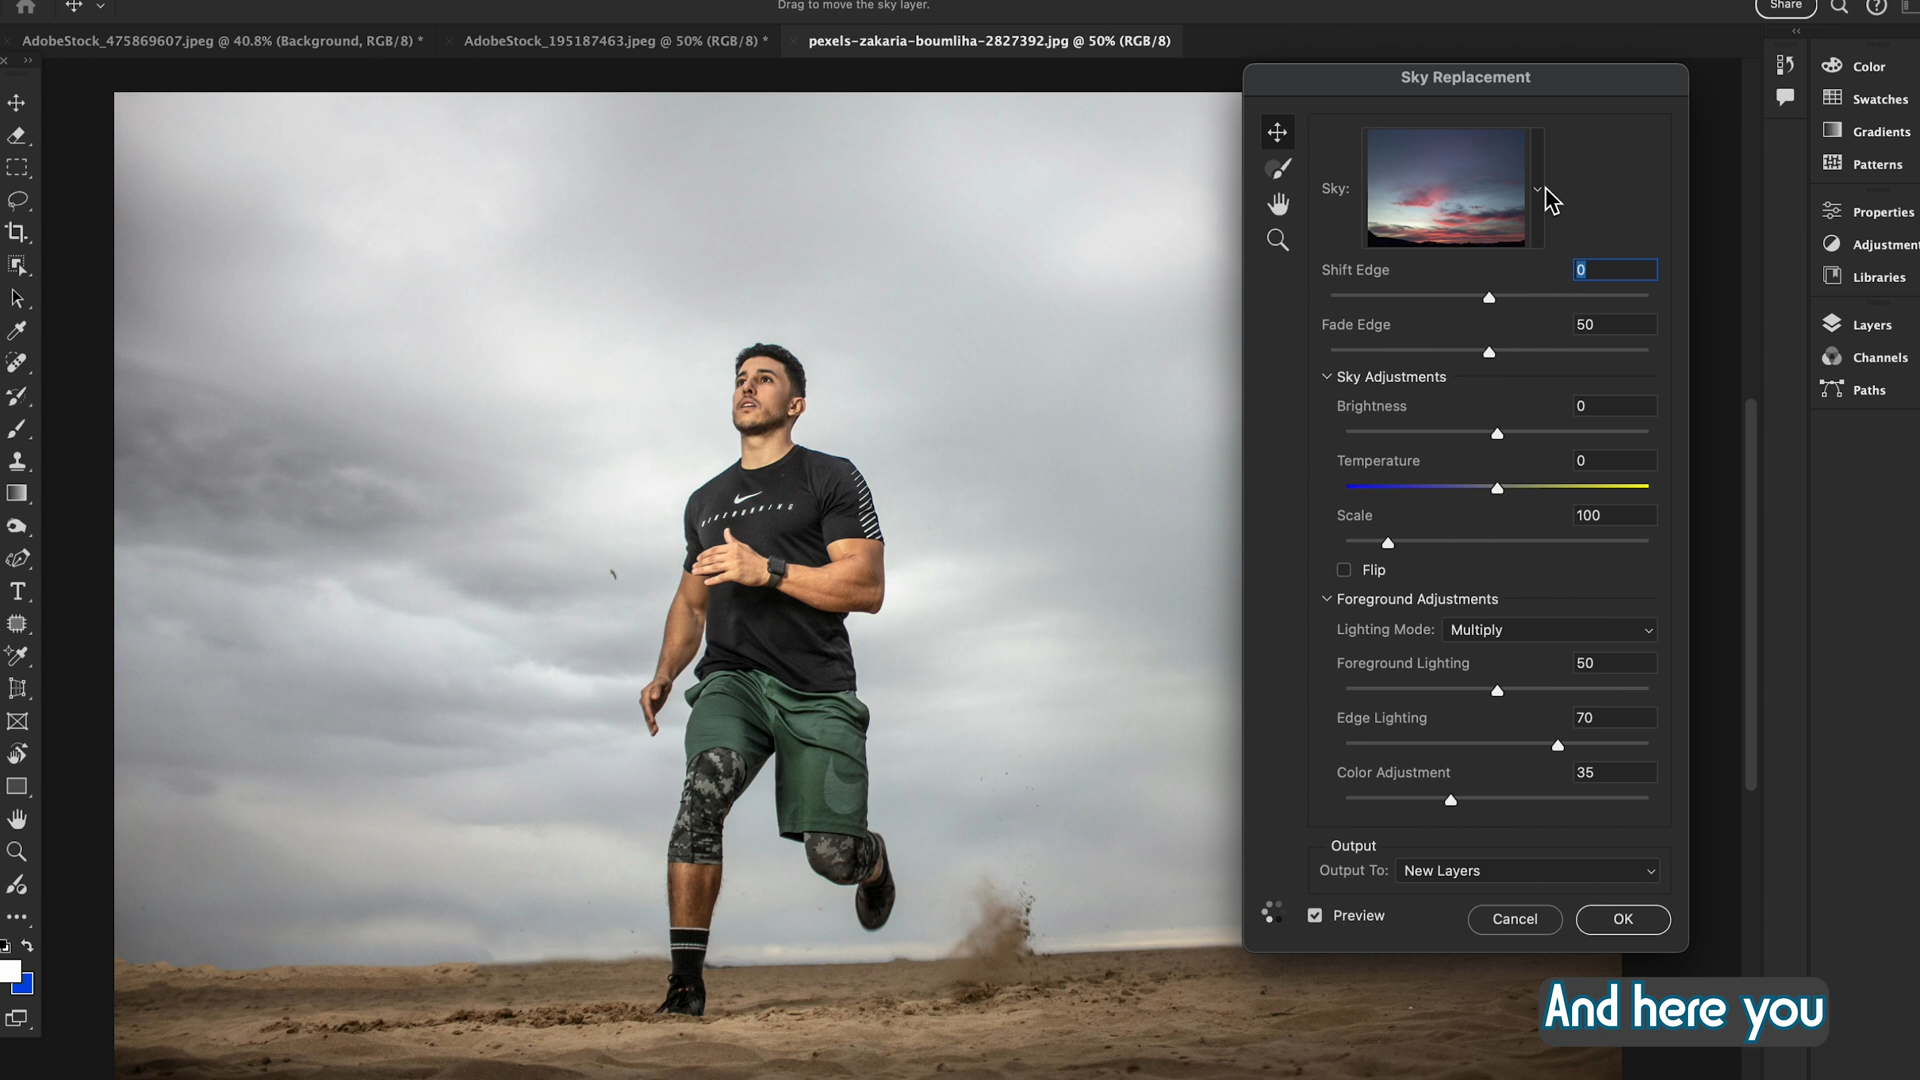 Drag to move the sky layer.
Share
AdobeStock_475869607.jpeg @ 40.8% (Background, RGB/8) *
AdobeStock_195187463.jpeg @ 50% (RGB/8) *
pexels-zakaria-boumliha-2827392.jpg @ 50% (RGB/8)
Sky Replacement
Sky:
Shift Edge 0
Fade Edge 50
Sky Adjustments
Brightness 0
Temperature 0
Scale 100
Flip
Foreground Adjustments
Lighting Mode: Multiply
Foreground Lighting 50
Edge Lighting 70
Color Adjustment 35
Output
Output To: New Layers
Preview
Cancel
OK
Color
Swatches
Gradients
Patterns
Properties
Adjustment
Libraries
Layers
Channels
Paths
And here you